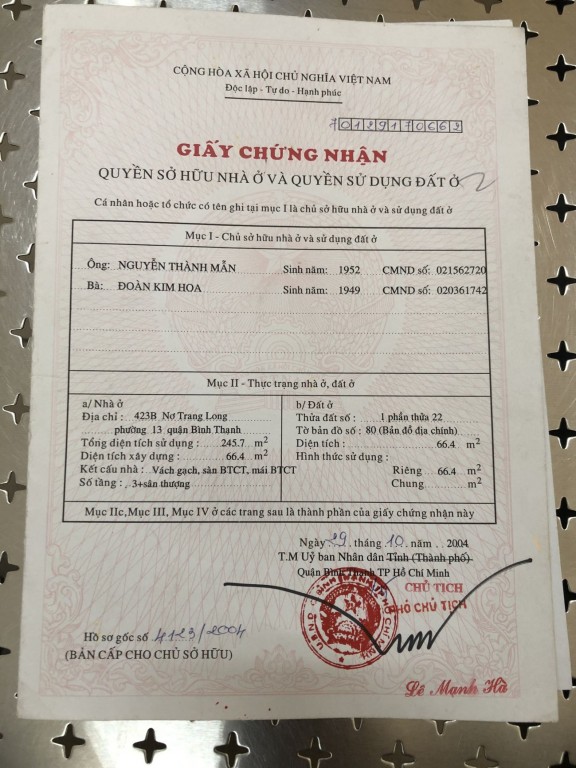 CỘNG HÒA XÃ HỘI CHỦ NGHĨA VIỆT NAM
Độc lập - Tự do - Hạnh phúc
70129170662
GIẤY CHỨNG NHẬN
QUYỀN SỞ HỮU NHÀ Ở VÀ QUYỀN SỬ DỤNG ĐẤT Ở
Cá nhân hoặc tổ chức có tên ghi tại mục I là chủ sở hữu nhà ở và sử dụng đất ở
Mục I - Chủ sở hữu nhà ở và sử dụng đất ở
Ông: NGUYỄN THÀNH MẪN Sinh năm: 1952 CMND số: 021562720
Bà: ĐOÀN KIM HOA Sinh năm: 1949 CMND số: 020361742
Mục II - Thực trạng nhà ở, đất ở
a/ Nhà ở
Địa chỉ : 423B Nơ Trang Long
phường 13 quận Bình Thạnh
Tổng diện tích sử dụng : 245.7 m²
Diện tích xây dựng : 66.4 m²
Kết cấu nhà : Vách gạch, sàn BTCT, mái BTCT
Số tầng : 3+sân thượng
b/ Đất ở
Thửa đất số : 1 phần thửa 22
Tờ bản đồ số : 80 (Bản đồ địa chính)
Diện tích : 66.4 m²
Hình thức sử dụng :
Riêng 66.4 m²
Chung m²
Mục IIc, Mục III, Mục IV ở các trang sau là thành phần của giấy chứng nhận này
Ngày 29 tháng 10 năm 2004
T.M Uỷ ban Nhân dân Tỉnh (Thành phố)
Quận Bình Thạnh TP Hồ Chí Minh
CHỦ TỊCH
PHÓ CHỦ TỊCH
Hồ sơ gốc số 4123/2004
(BẢN CẤP CHO CHỦ SỞ HỮU)
Lê Mạnh Hà